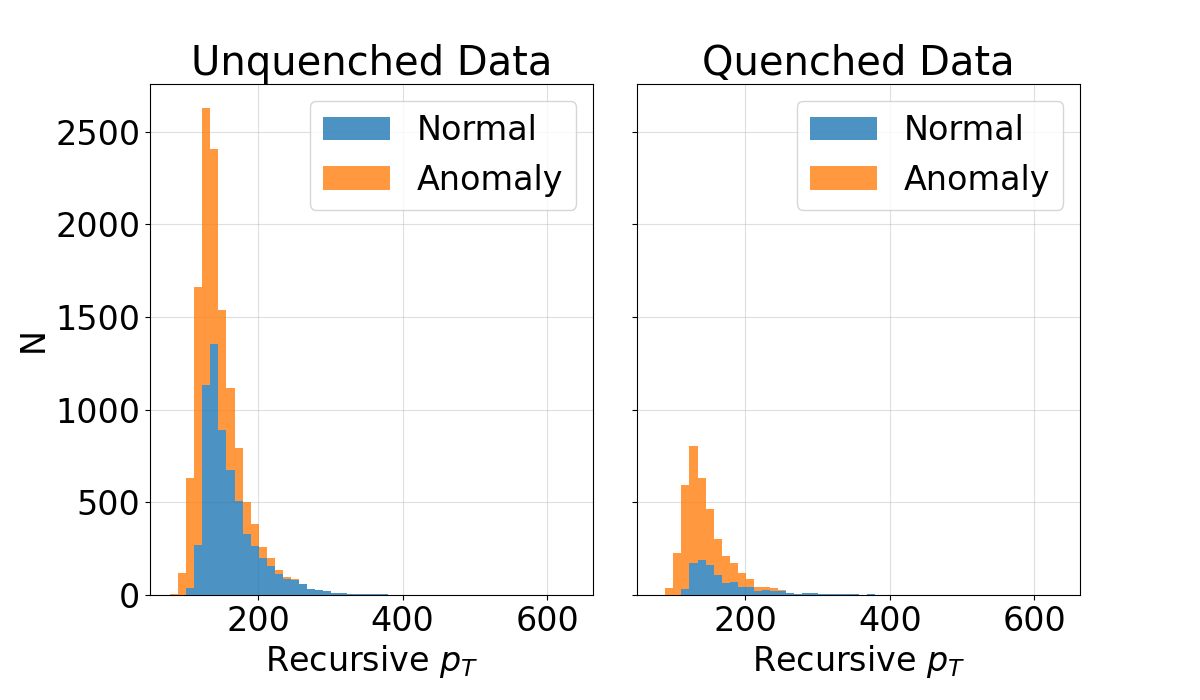 Unquenched Data
Quenched Data
Normal
Anomaly
Normal
Anomaly
2500
2000
1500
1000
500
0
N
200 400 600
200 400 600
Recursive $p_T$
Recursive $p_T$